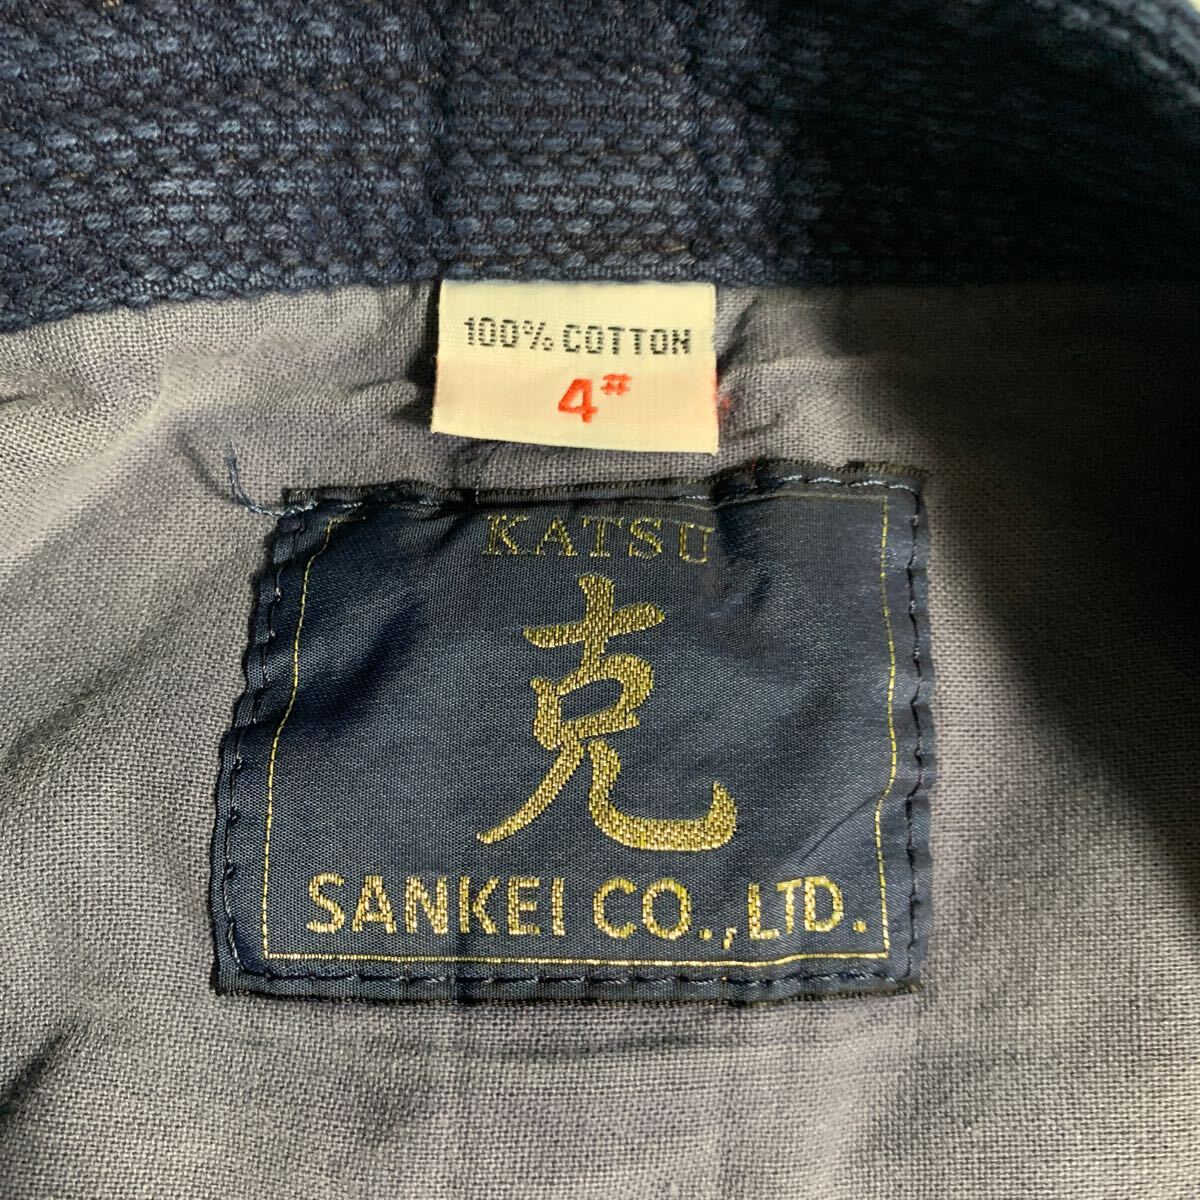 100% COTTON
4#
KATSU
克
SANKEI CO.,LTD.